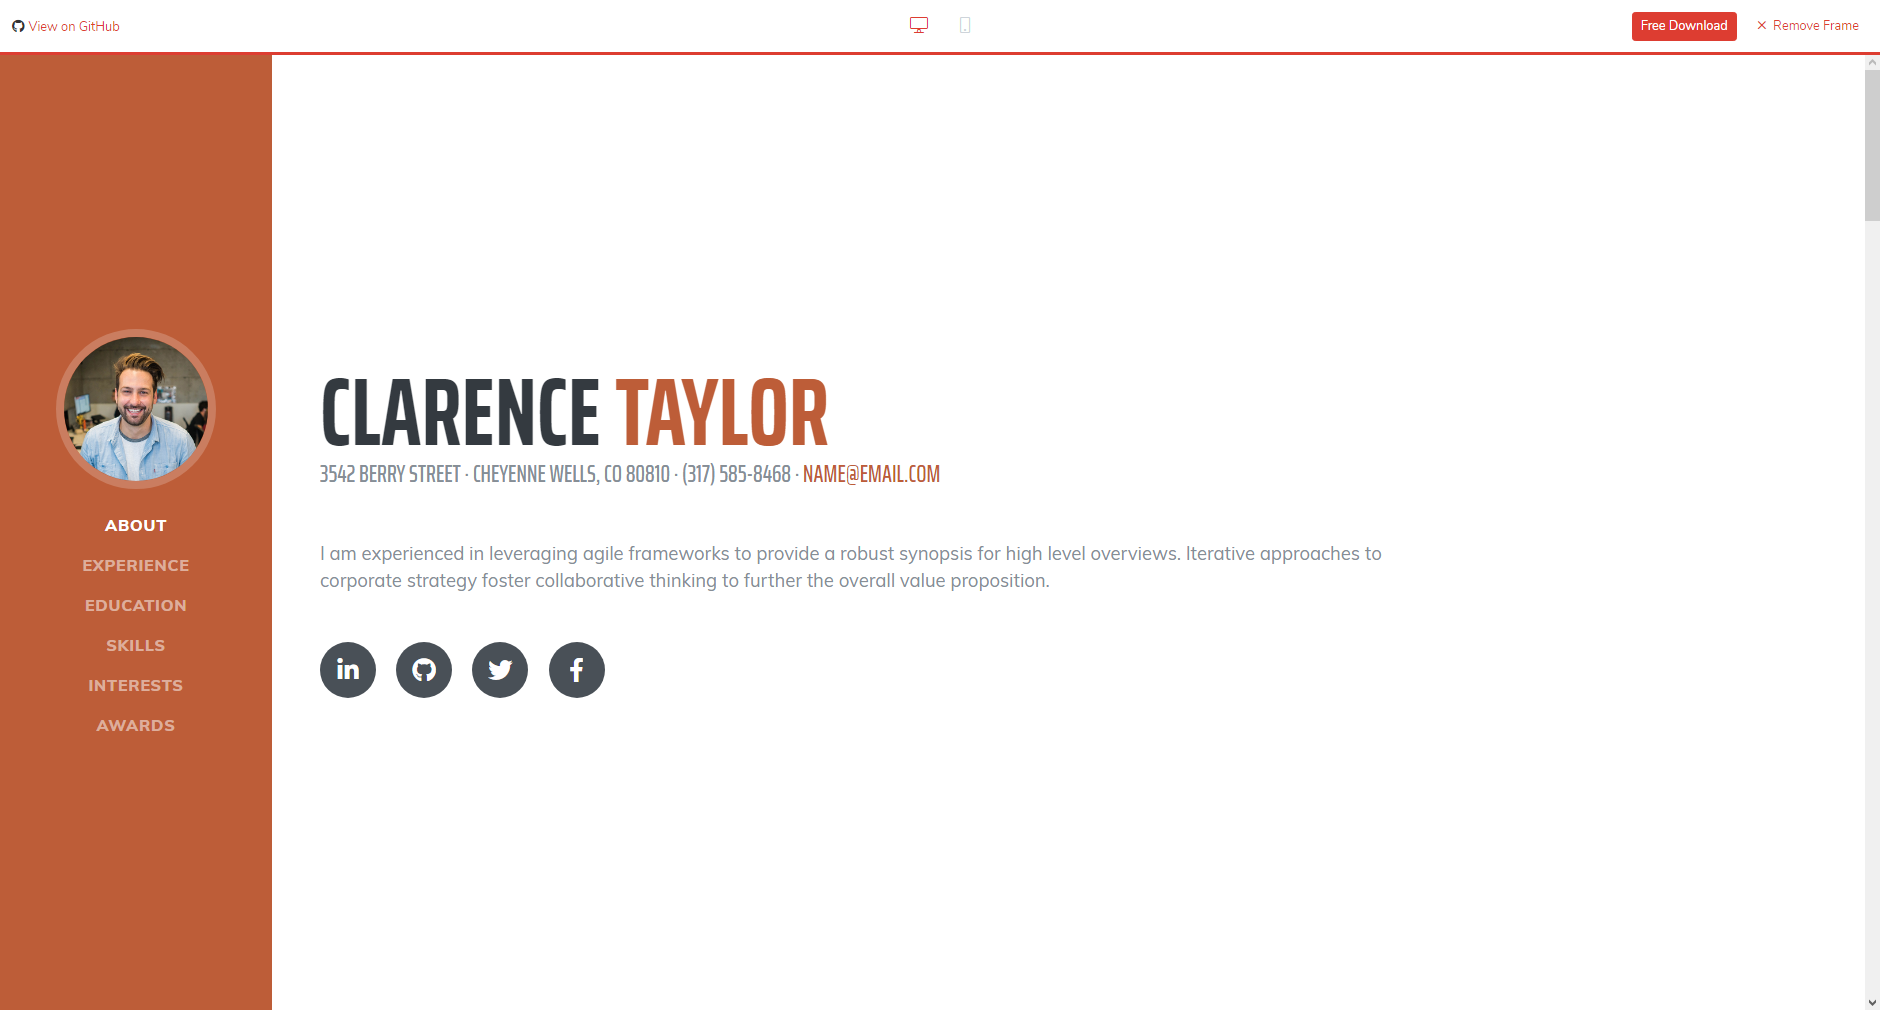 View on GitHub
Free Download
Remove Frame
ABOUT
EXPERIENCE
EDUCATION
SKILLS
INTERESTS
AWARDS
CLARENCE TAYLOR
3542 BERRY STREET · CHEYENNE WELLS, CO 80810 · (317) 585-8468 · NAME@EMAIL.COM
I am experienced in leveraging agile frameworks to provide a robust synopsis for high level overviews. Iterative approaches to
corporate strategy foster collaborative thinking to further the overall value proposition.